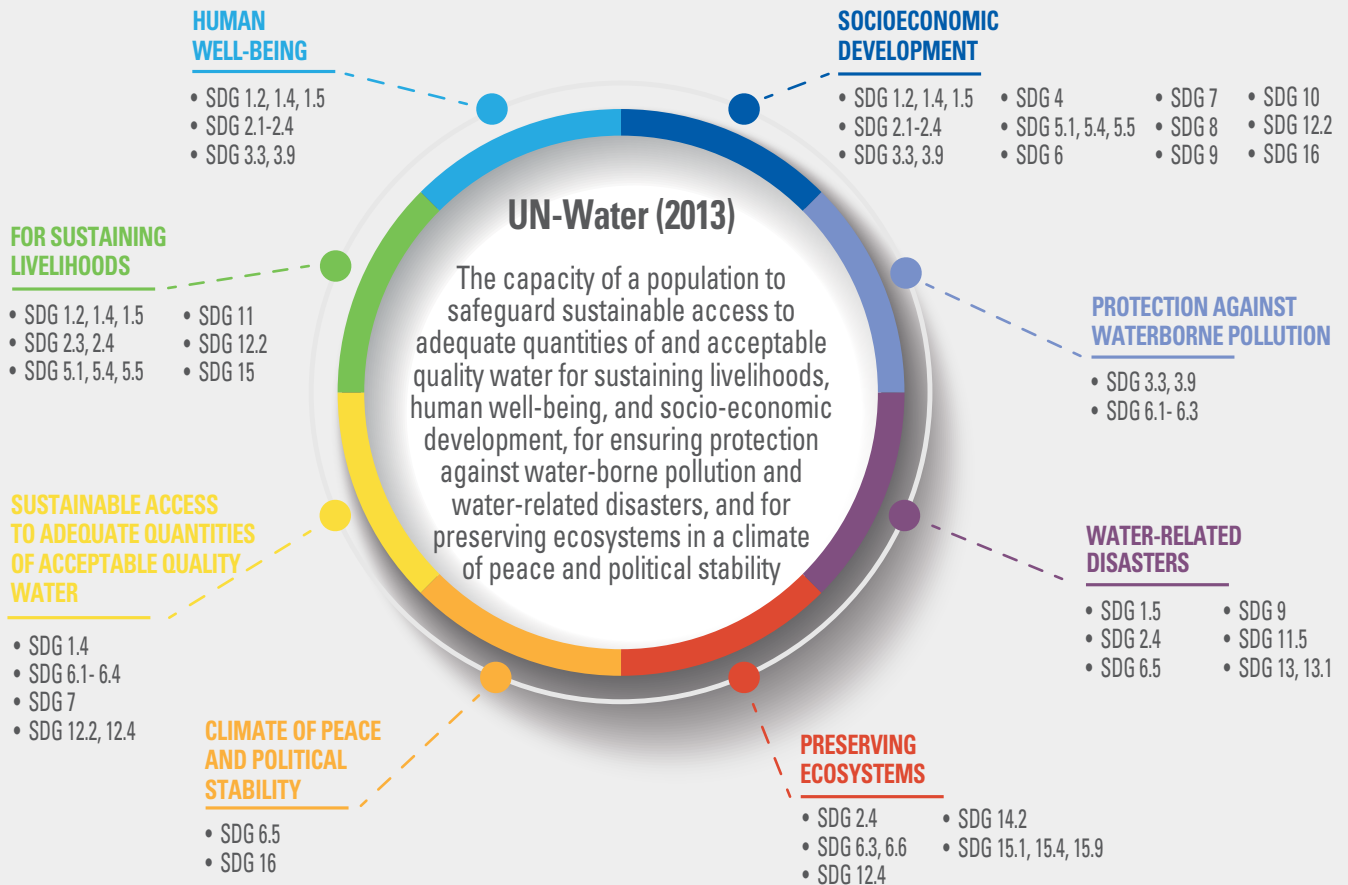 HUMAN
WELL-BEING
• SDG 1.2, 1.4, 1.5
• SDG 2.1-2.4
• SDG 3.3, 3.9
SOCIOECONOMIC
DEVELOPMENT
• SDG 1.2, 1.4, 1.5
• SDG 2.1-2.4
• SDG 3.3, 3.9
• SDG 4
• SDG 5.1, 5.4, 5.5
• SDG 6
• SDG 7
• SDG 8
• SDG 9
• SDG 10
• SDG 12.2
• SDG 16
FOR SUSTAINING
LIVELIHOODS
• SDG 1.2, 1.4, 1.5
• SDG 2.3, 2.4
• SDG 5.1, 5.4, 5.5
• SDG 11
• SDG 12.2
• SDG 15
UN-Water (2013)
The capacity of a population to
safeguard sustainable access to
adequate quantities of and acceptable
quality water for sustaining livelihoods,
human well-being, and socio-economic
development, for ensuring protection
against water-borne pollution and
water-related disasters, and for
preserving ecosystems in a climate
of peace and political stability
PROTECTION AGAINST
WATERBORNE POLLUTION
• SDG 3.3, 3.9
• SDG 6.1- 6.3
SUSTAINABLE ACCESS
TO ADEQUATE QUANTITIES
OF ACCEPTABLE QUALITY
WATER
• SDG 1.4
• SDG 6.1- 6.4
• SDG 7
• SDG 12.2, 12.4
WATER-RELATED
DISASTERS
• SDG 1.5
• SDG 2.4
• SDG 6.5
• SDG 9
• SDG 11.5
• SDG 13, 13.1
CLIMATE OF PEACE
AND POLITICAL
STABILITY
• SDG 6.5
• SDG 16
PRESERVING
ECOSYSTEMS
• SDG 2.4
• SDG 6.3, 6.6
• SDG 12.4
• SDG 14.2
• SDG 15.1, 15.4, 15.9